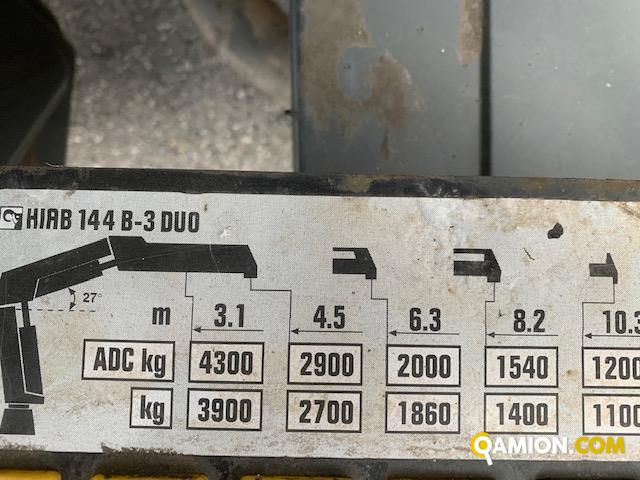 HIAB 144 B-3 DUO
27°
m 3.1 4.5 6.3 8.2 10.3
ADC kg 4300 2900 2000 1540 1200
kg 3900 2700 1860 1400 1100
QAMION.COM